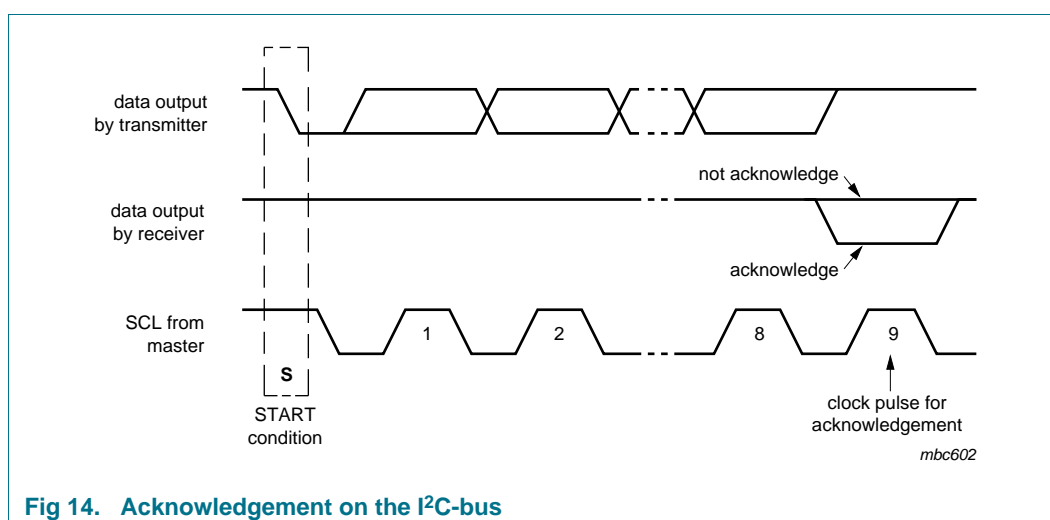 data output
by transmitter
not acknowledge
data output
by receiver
acknowledge
SCL from
master
1
2
8
9
S
START
condition
clock pulse for
acknowledgement
mbc602
Fig 14. Acknowledgement on the I²C-bus